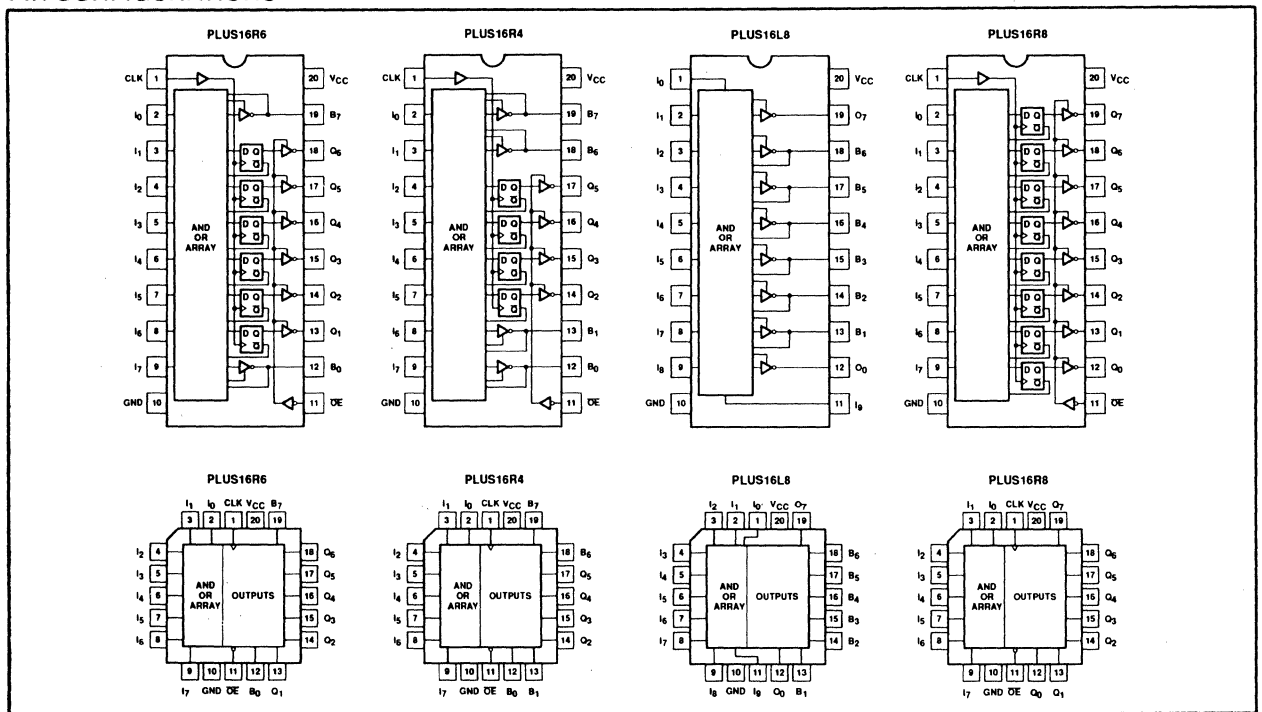 PLUS16R6 PLUS16R4 PLUS16L8 PLUS16R8
CLK 1 20 VCC
I0 2 19 B7
I1 3 D Q Q̅ 18 Q6
I2 4 D Q Q̅ 17 Q5
I3 5 D Q Q̅ 16 Q4
AND
OR
ARRAY
I4 6 D Q Q̅ 15 Q3
I5 7 D Q Q̅ 14 Q2
I6 8 D Q Q̅ 13 Q1
I7 9 12 B0
GND 10 11 O̅E̅
CLK 1 20 VCC
I0 2 19 B7
I1 3 18 B6
I2 4 D Q Q̅ 17 Q5
I3 5 D Q Q̅ 16 Q4
AND
OR
ARRAY
I4 6 D Q Q̅ 15 Q3
I5 7 D Q Q̅ 14 Q2
I6 8 13 B1
I7 9 12 B0
GND 10 11 O̅E̅
I0 1 20 VCC
I1 2 19 O7
I2 3 18 B6
I3 4 17 B5
I4 5 16 B4
AND
OR
ARRAY
I5 6 15 B3
I6 7 14 B2
I7 8 13 B1
I8 9 12 O0
GND 10 11 I9
CLK 1 20 VCC
I0 2 D Q Q̅ 19 Q7
I1 3 D Q Q̅ 18 Q6
I2 4 D Q Q̅ 17 Q5
I3 5 D Q Q̅ 16 Q4
AND
OR
ARRAY
I4 6 D Q Q̅ 15 Q3
I5 7 D Q Q̅ 14 Q2
I6 8 D Q Q̅ 13 Q1
I7 9 D Q Q̅ 12 Q0
GND 10 11 O̅E̅
PLUS16R6 PLUS16R4 PLUS16L8 PLUS16R8
I1 I0 CLK VCC B7
3 2 1 20 19
I2 4 18 Q6
I3 5 17 Q5
I4 6 16 Q4
I5 7 15 Q3
I6 8 14 Q2
AND
OR
ARRAY
OUTPUTS
9 10 11 12 13
I7 GND O̅E̅ B0 Q1
I1 I0 CLK VCC B7
3 2 1 20 19
I2 4 18 B6
I3 5 17 Q5
I4 6 16 Q4
I5 7 15 Q3
I6 8 14 Q2
AND
OR
ARRAY
OUTPUTS
9 10 11 12 13
I7 GND O̅E̅ B0 B1
I2 I1 I0 VCC O7
3 2 1 20 19
I3 4 18 B6
I4 5 17 B5
I5 6 16 B4
I6 7 15 B3
I7 8 14 B2
AND
OR
ARRAY
OUTPUTS
9 10 11 12 13
I8 GND I9 O0 B1
I1 I0 CLK VCC Q7
3 2 1 20 19
I2 4 18 Q6
I3 5 17 Q5
I4 6 16 Q4
I5 7 15 Q3
I6 8 14 Q2
AND
OR
ARRAY
OUTPUTS
9 10 11 12 13
I7 GND O̅E̅ Q0 Q1